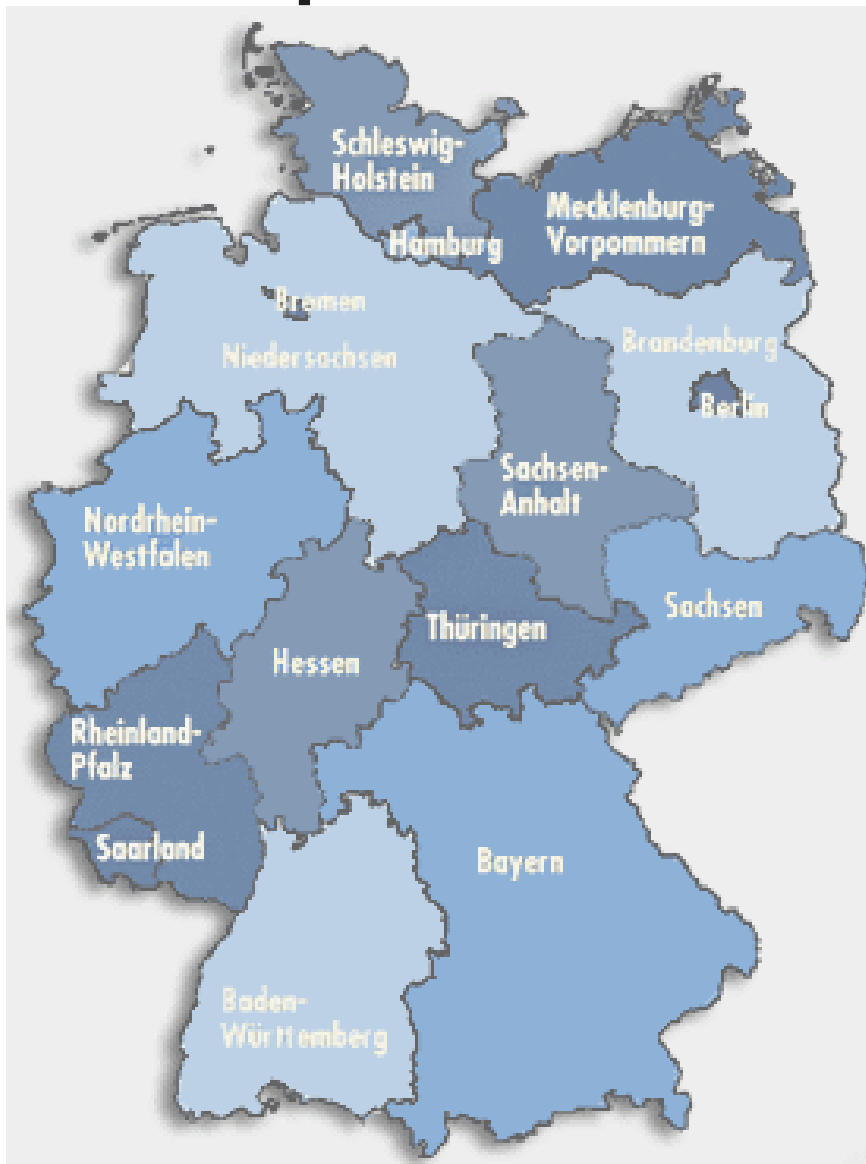 Schleswig-
Holstein
Mecklenburg-
Vorpommern
Hamburg
Bremen
Niedersachsen
Brandenburg
Berlin
Sachsen-
Anhalt
Nordrhein-
Westfalen
Sachsen
Thüringen
Hessen
Rheinland-
Pfalz
Saarland
Bayern
Baden-
Württemberg